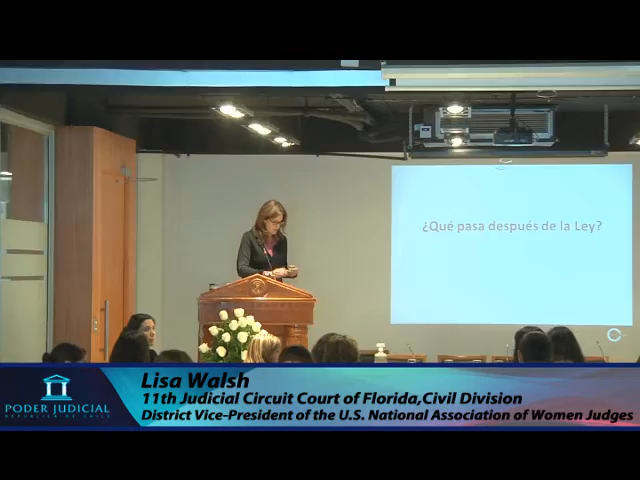 ¿Qué pasa después de la Ley?
Lisa Walsh
11th Judicial Circuit Court of Florida,Civil Division
District Vice-President of the U.S. National Association of Women Judges
PODER JUDICIAL
REPUBLICA DE CHILE